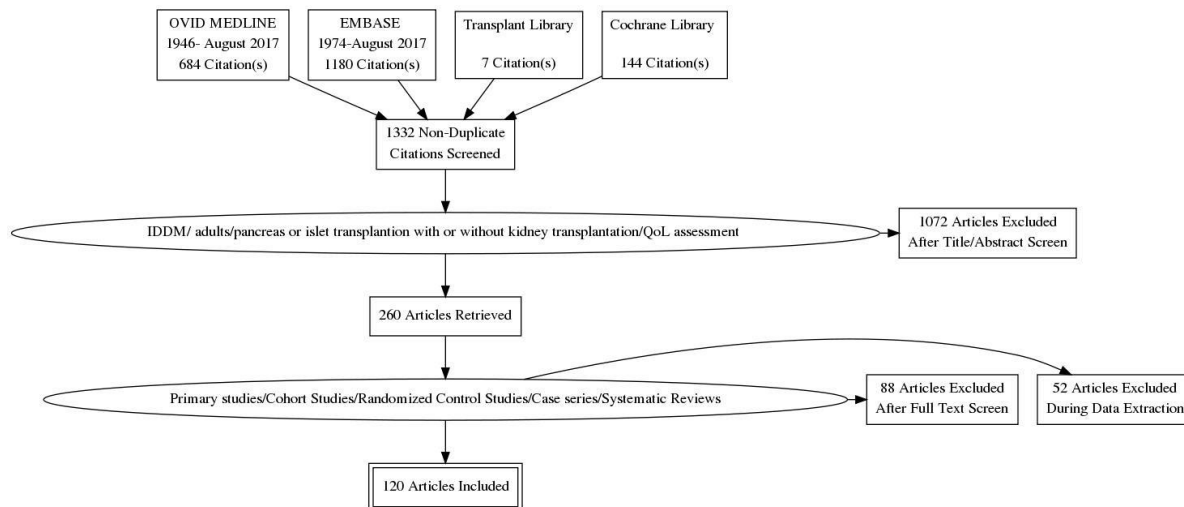 OVID MEDLINE
1946- August 2017
684 Citation(s)
EMBASE
1974-August 2017
1180 Citation(s)
Transplant Library
7 Citation(s)
Cochrane Library
144 Citation(s)
1332 Non-Duplicate
Citations Screened
IDDM/ adults/pancreas or islet transplantion with or without kidney transplantation/QoL assessment
1072 Articles Excluded
After Title/Abstract Screen
260 Articles Retrieved
Primary studies/Cohort Studies/Randomized Control Studies/Case series/Systematic Reviews
88 Articles Excluded
After Full Text Screen
52 Articles Excluded
During Data Extraction
120 Articles Included